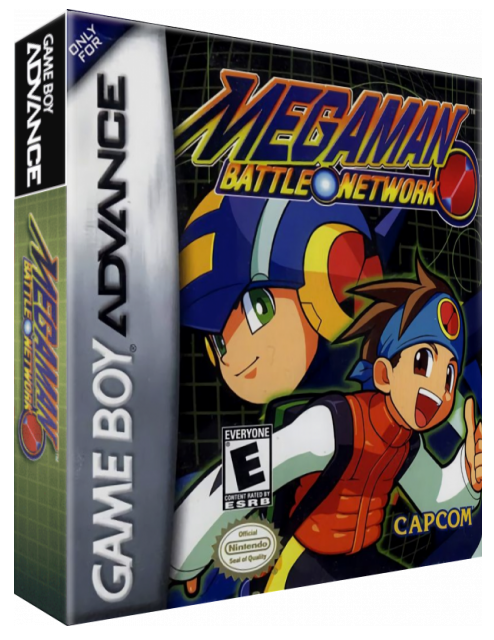 GAME BOY
ADVANCE
MEGAMAN
BATTLE NETWORK
™
ONLY
FOR
GAME BOY ADVANCE
®
MEGAMAN
BATTLE NETWORK
EVERYONE
E
®
CONTENT RATED BY
ESRB
Official
Nintendo
Seal of Quality
CAPCOM